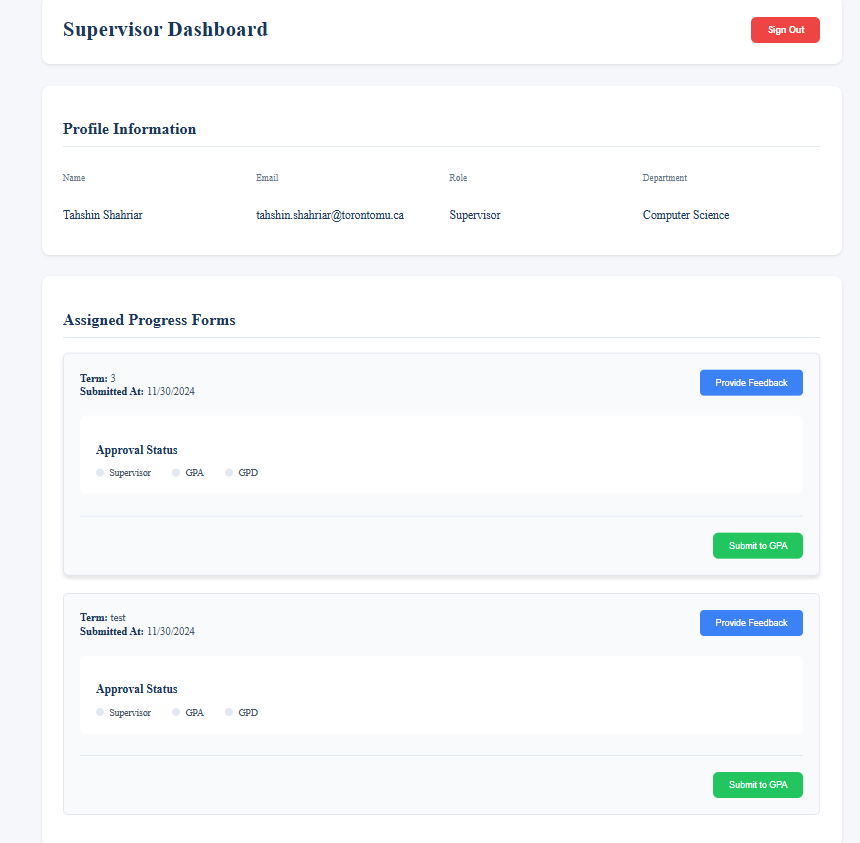 Supervisor Dashboard
Sign Out
Profile Information
Name Email Role Department
Tahshin Shahriar tahshin.shahriar@torontomu.ca Supervisor Computer Science
Assigned Progress Forms
Term: 3
Submitted At: 11/30/2024
Provide Feedback
Approval Status
Supervisor GPA GPD
Submit to GPA
Term: test
Submitted At: 11/30/2024
Provide Feedback
Approval Status
Supervisor GPA GPD
Submit to GPA